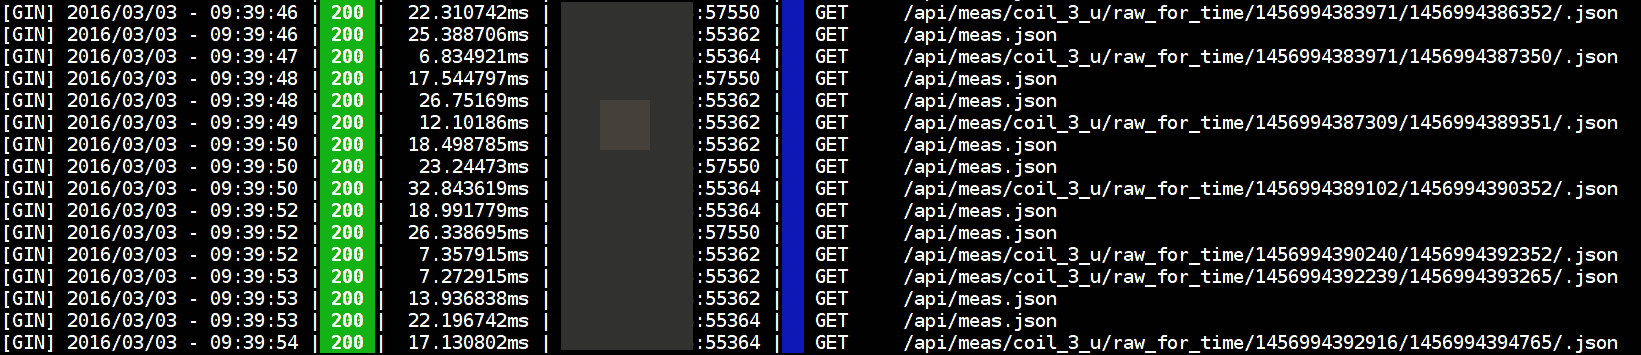 [GIN] 2016/03/03 - 09:39:46 | 200 | 22.310742ms | :57550 | GET /api/meas/coil_3_u/raw_for_time/1456994383971/1456994386352/.json
[GIN] 2016/03/03 - 09:39:46 | 200 | 25.388706ms | :55362 | GET /api/meas.json
[GIN] 2016/03/03 - 09:39:47 | 200 | 6.834921ms | :55364 | GET /api/meas/coil_3_u/raw_for_time/1456994383971/1456994387350/.json
[GIN] 2016/03/03 - 09:39:48 | 200 | 17.544797ms | :57550 | GET /api/meas.json
[GIN] 2016/03/03 - 09:39:48 | 200 | 26.75169ms | :55362 | GET /api/meas.json
[GIN] 2016/03/03 - 09:39:49 | 200 | 12.10186ms | :55362 | GET /api/meas/coil_3_u/raw_for_time/1456994387309/1456994389351/.json
[GIN] 2016/03/03 - 09:39:50 | 200 | 18.498785ms | :55362 | GET /api/meas.json
[GIN] 2016/03/03 - 09:39:50 | 200 | 23.24473ms | :57550 | GET /api/meas.json
[GIN] 2016/03/03 - 09:39:50 | 200 | 32.843619ms | :55364 | GET /api/meas/coil_3_u/raw_for_time/1456994389102/1456994390352/.json
[GIN] 2016/03/03 - 09:39:52 | 200 | 18.991779ms | :55364 | GET /api/meas.json
[GIN] 2016/03/03 - 09:39:52 | 200 | 26.338695ms | :57550 | GET /api/meas.json
[GIN] 2016/03/03 - 09:39:52 | 200 | 7.357915ms | :55362 | GET /api/meas/coil_3_u/raw_for_time/1456994390240/1456994392352/.json
[GIN] 2016/03/03 - 09:39:53 | 200 | 7.272915ms | :55362 | GET /api/meas/coil_3_u/raw_for_time/1456994392239/1456994393265/.json
[GIN] 2016/03/03 - 09:39:53 | 200 | 13.936838ms | :55362 | GET /api/meas.json
[GIN] 2016/03/03 - 09:39:53 | 200 | 22.196742ms | :55364 | GET /api/meas.json
[GIN] 2016/03/03 - 09:39:54 | 200 | 17.130802ms | :55364 | GET /api/meas/coil_3_u/raw_for_time/1456994392916/1456994394765/.json